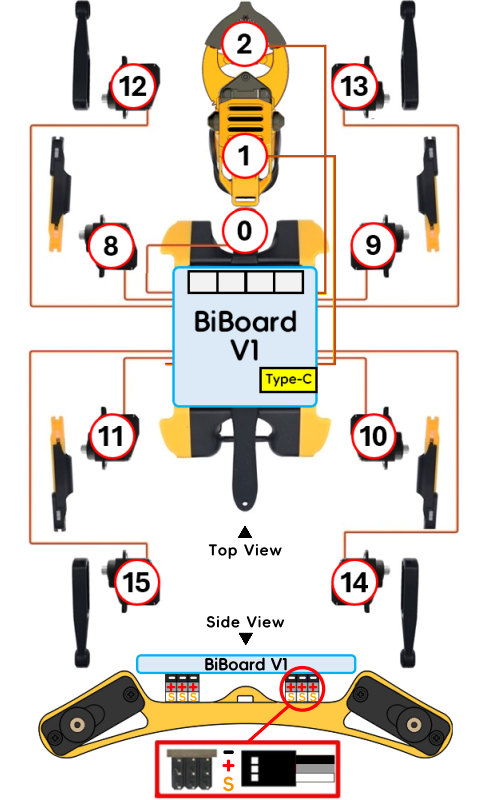 2
12
13
1
0
8
9
BiBoard
V1
Type-C
11
10
Top View
15
14
Side View
BiBoard V1
- - - - - -
+ + + + + +
S S S S S S
-
+
S